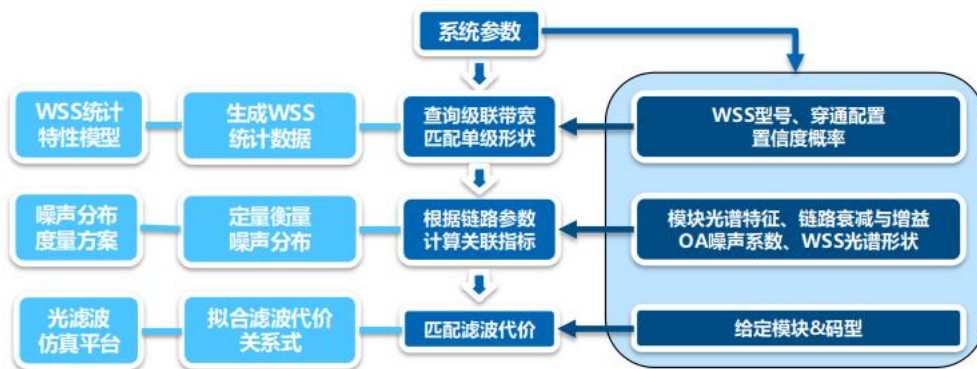 系统参数
WSS统计
特性模型
生成WSS
统计数据
查询级联带宽
匹配单级形状
WSS型号、穿通配置
置信度概率
噪声分布
度量方案
定量衡量
噪声分布
根据链路参数
计算关联指标
模块光谱特征、链路衰减与增益
OA噪声系数、WSS光谱形状
光滤波
仿真平台
拟合滤波代价
关系式
匹配滤波代价
给定模块&码型